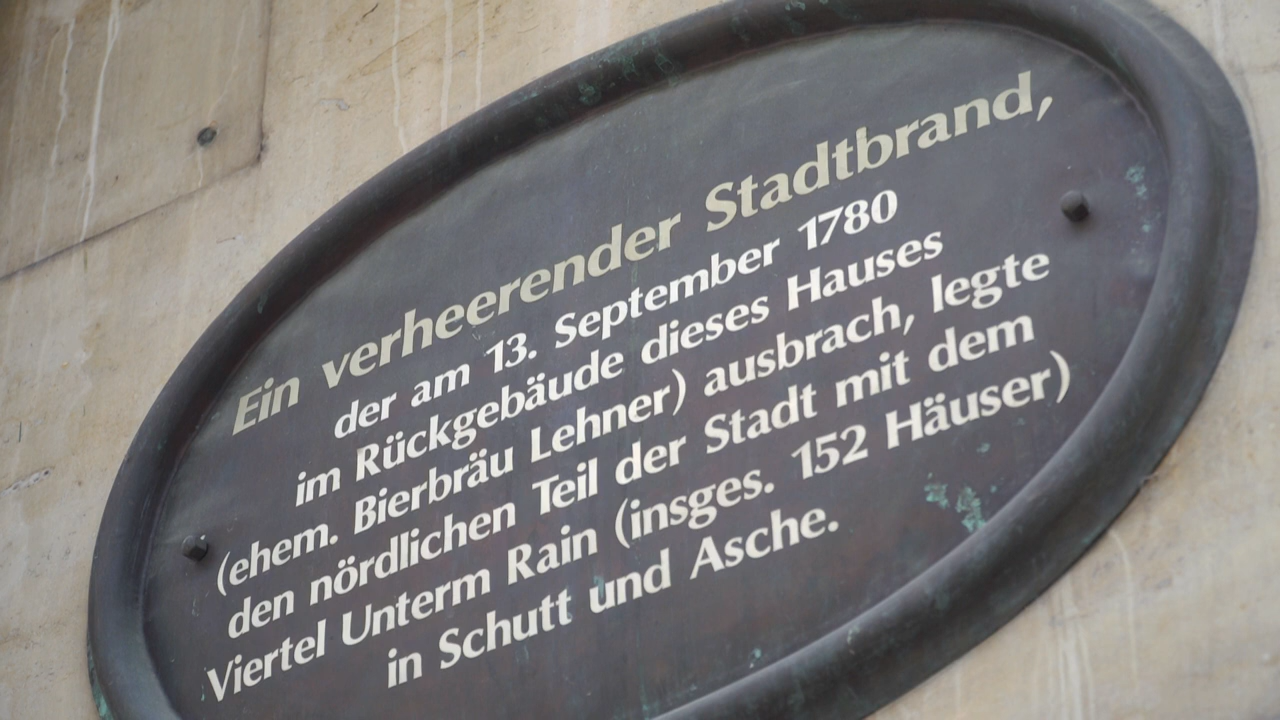 Ein verheerender Stadtbrand,
der am 13. September 1780
im Rückgebäude dieses Hauses
(ehem. Bierbräu Lehner) ausbrach, legte
den nördlichen Teil der Stadt mit dem
Viertel Unterm Rain (insges. 152 Häuser)
in Schutt und Asche.